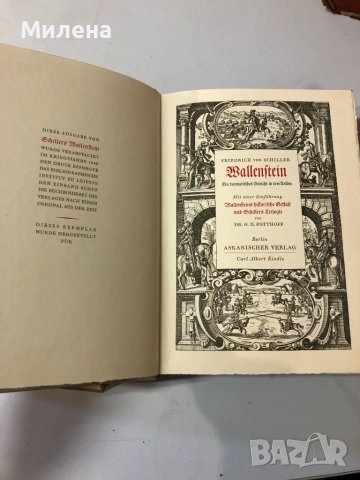 Милена
DIESE AUSGABE VON
Schillers Wallenstein
WURDE VERANSTALTET
IM KRIEGSJAHRE 1940
DEN DRUCK BESORGTE
DAS BIBLIOGRAPHISCHE
INSTITUT ZU LEIPZIG
DEN EINBAND SCHUF
DIE BUCHBINDEREI DES
VERLAGES NACH EINEM
ORIGINAL AUS DER ZEIT
DIESES EXEMPLAR
WURDE HERGESTELLT
FÜR
FRIEDRICH VON SCHILLER
Wallenstein
Ein dramatisches Gedicht in drei Teilen
Mit einer Einführung
Wallensteins historische Gestalt
und Schillers Trilogie
VON
DR. O. D. POTTHOFF
Berlin
ASKANISCHER VERLAG
Carl Albert Kindle
BAZAR
bg